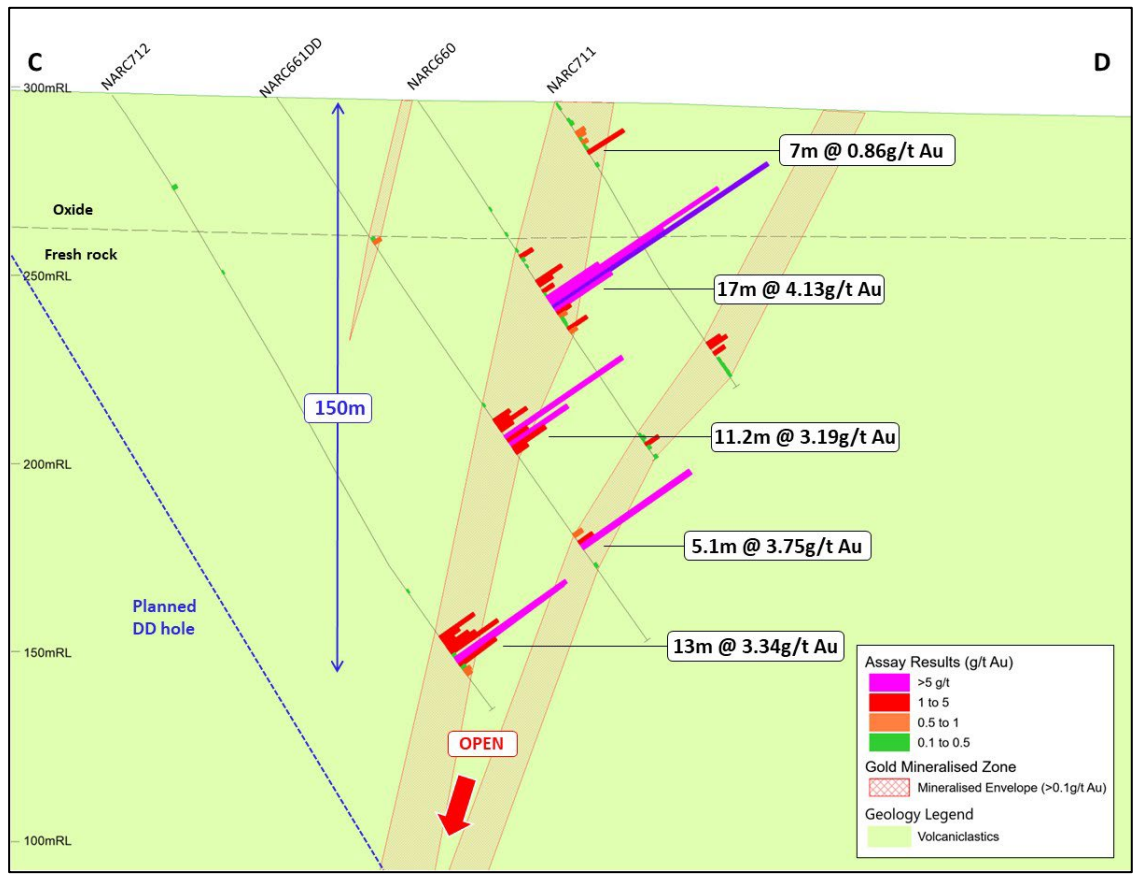 C
NARC712
NARC661DD
NARC660
NARC711
D
300mRL
7m @ 0.86g/t Au
Oxide
Fresh rock
250mRL
17m @ 4.13g/t Au
150m
11.2m @ 3.19g/t Au
200mRL
5.1m @ 3.75g/t Au
Planned
DD hole
13m @ 3.34g/t Au
150mRL
OPEN
100mRL
Assay Results (g/t Au)
>5 g/t
1 to 5
0.5 to 1
0.1 to 0.5
Gold Mineralised Zone
Mineralised Envelope (>0.1g/t Au)
Geology Legend
Volcaniclastics